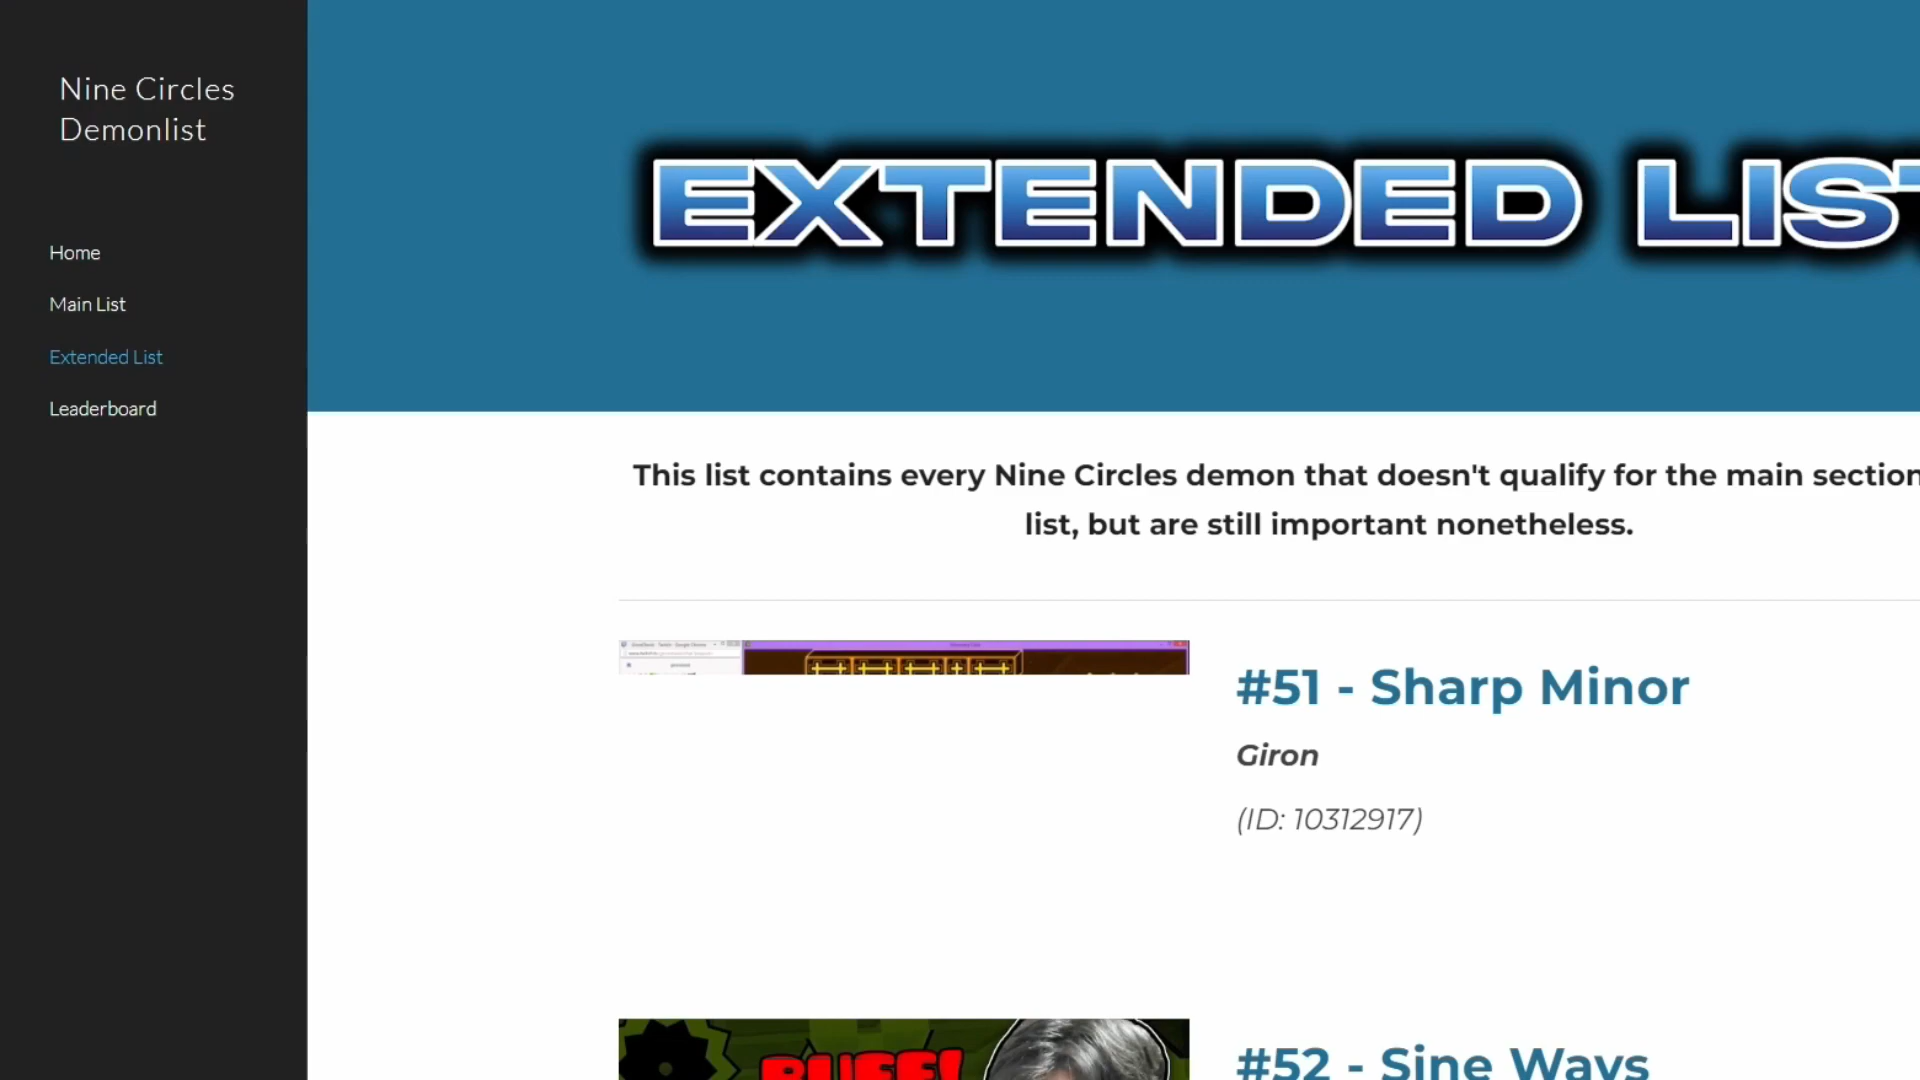 Nine Circles
Demonlist
Home
Main List
Extended List
Leaderboard
EXTENDED LIST
This list contains every Nine Circles demon that doesn't qualify for the main section
list, but are still important nonetheless.
#51 - Sharp Minor
Giron
(ID: 10312917)
BUFF!
#52 - Sine Ways